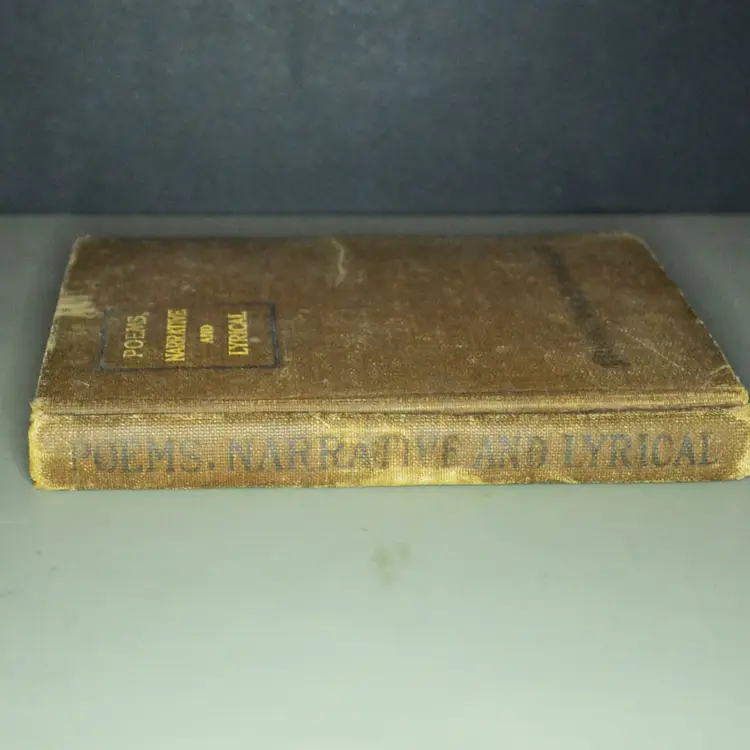 POEMS,
NARRATIVE
AND
LYRICAL
POEMS, NARRATIVE AND LYRICAL